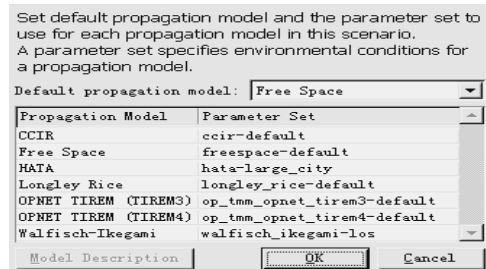 Set default propagation model and the parameter set to
use for each propagation model in this scenario.
A parameter set specifies environmental conditions for
a propagation model.
Default propagation model: Free Space
Propagation Model Parameter Set
CCIR ccir-default
Free Space freespace-default
HATA hata-large_city
Longley Rice longley_rice-default
OPNET TIREM (TIREM3) op_tmm_opnet_tirem3-default
OPNET TIREM (TIREM4) op_tmm_opnet_tirem4-default
Walfisch-Ikegami walfisch_ikegami-los
Model Description OK Cancel